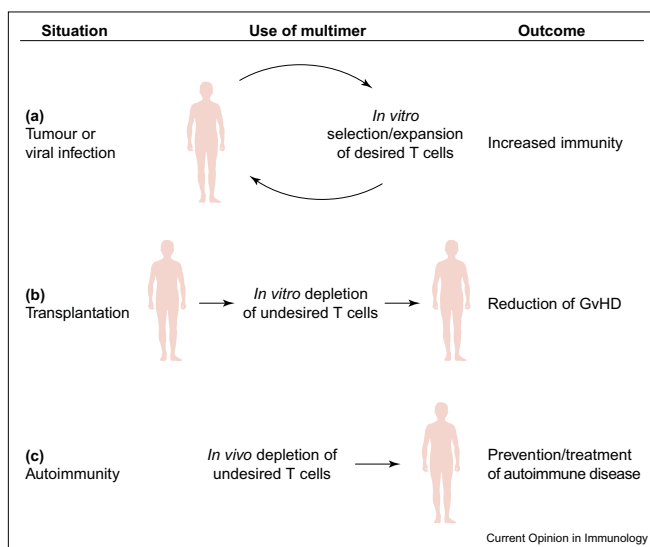 Situation Use of multimer Outcome
(a)
Tumour or
viral infection
In vitro
selection/expansion
of desired T cells
Increased immunity
(b)
Transplantation
In vitro depletion
of undesired T cells
Reduction of GvHD
(c)
Autoimmunity
In vivo depletion of
undesired T cells
Prevention/treatment
of autoimmune disease
Current Opinion in Immunology